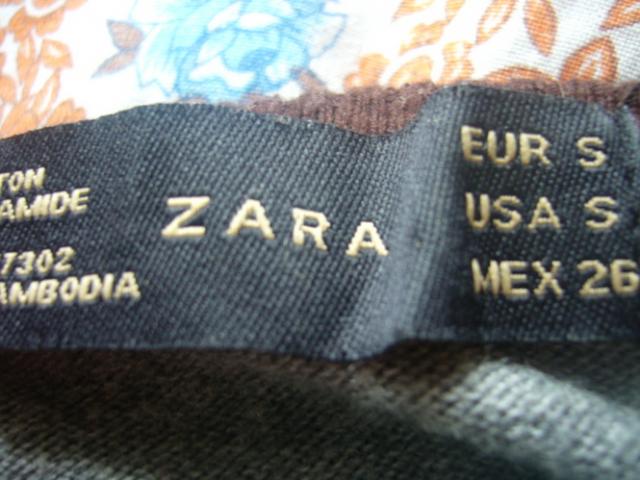 TON
AMIDE
7302
AMBODIA
ZARA
EUR S
USA S
MEX 26